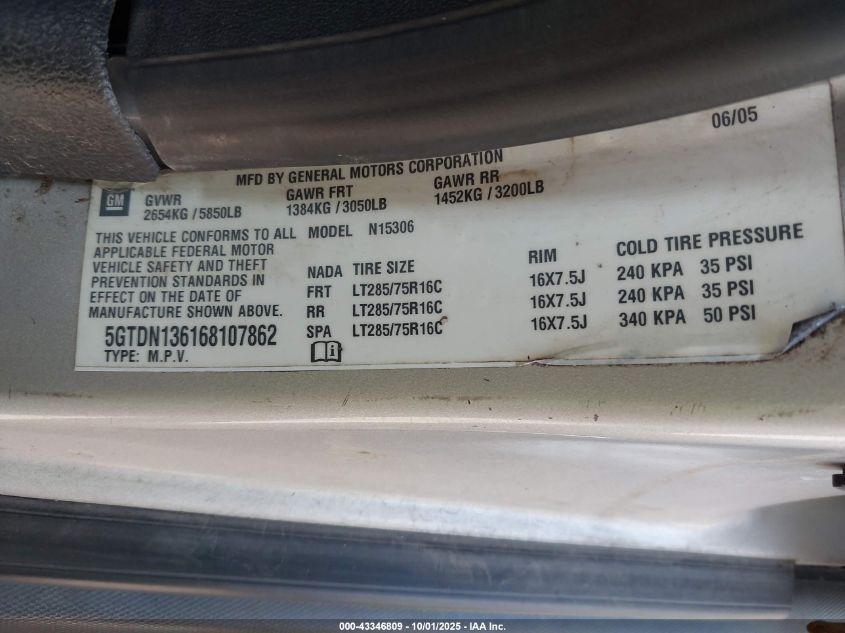 06/05
MFD BY GENERAL MOTORS CORPORATION
GM
GVWR GAWR FRT GAWR RR
2654KG / 5850LB 1384KG / 3050LB 1452KG / 3200LB
THIS VEHICLE CONFORMS TO ALL
APPLICABLE FEDERAL MOTOR
VEHICLE SAFETY AND THEFT
PREVENTION STANDARDS IN
EFFECT ON THE DATE OF
MANUFACTURE SHOWN ABOVE.
5GTDN136168107862
TYPE: M.P.V.
MODEL N15306
NADA TIRE SIZE RIM COLD TIRE PRESSURE
FRT LT285/75R16C 16X7.5J 240 KPA 35 PSI
RR LT285/75R16C 16X7.5J 240 KPA 35 PSI
SPA LT285/75R16C 16X7.5J 340 KPA 50 PSI
000-43346809 - 10/01/2025 - IAA Inc.